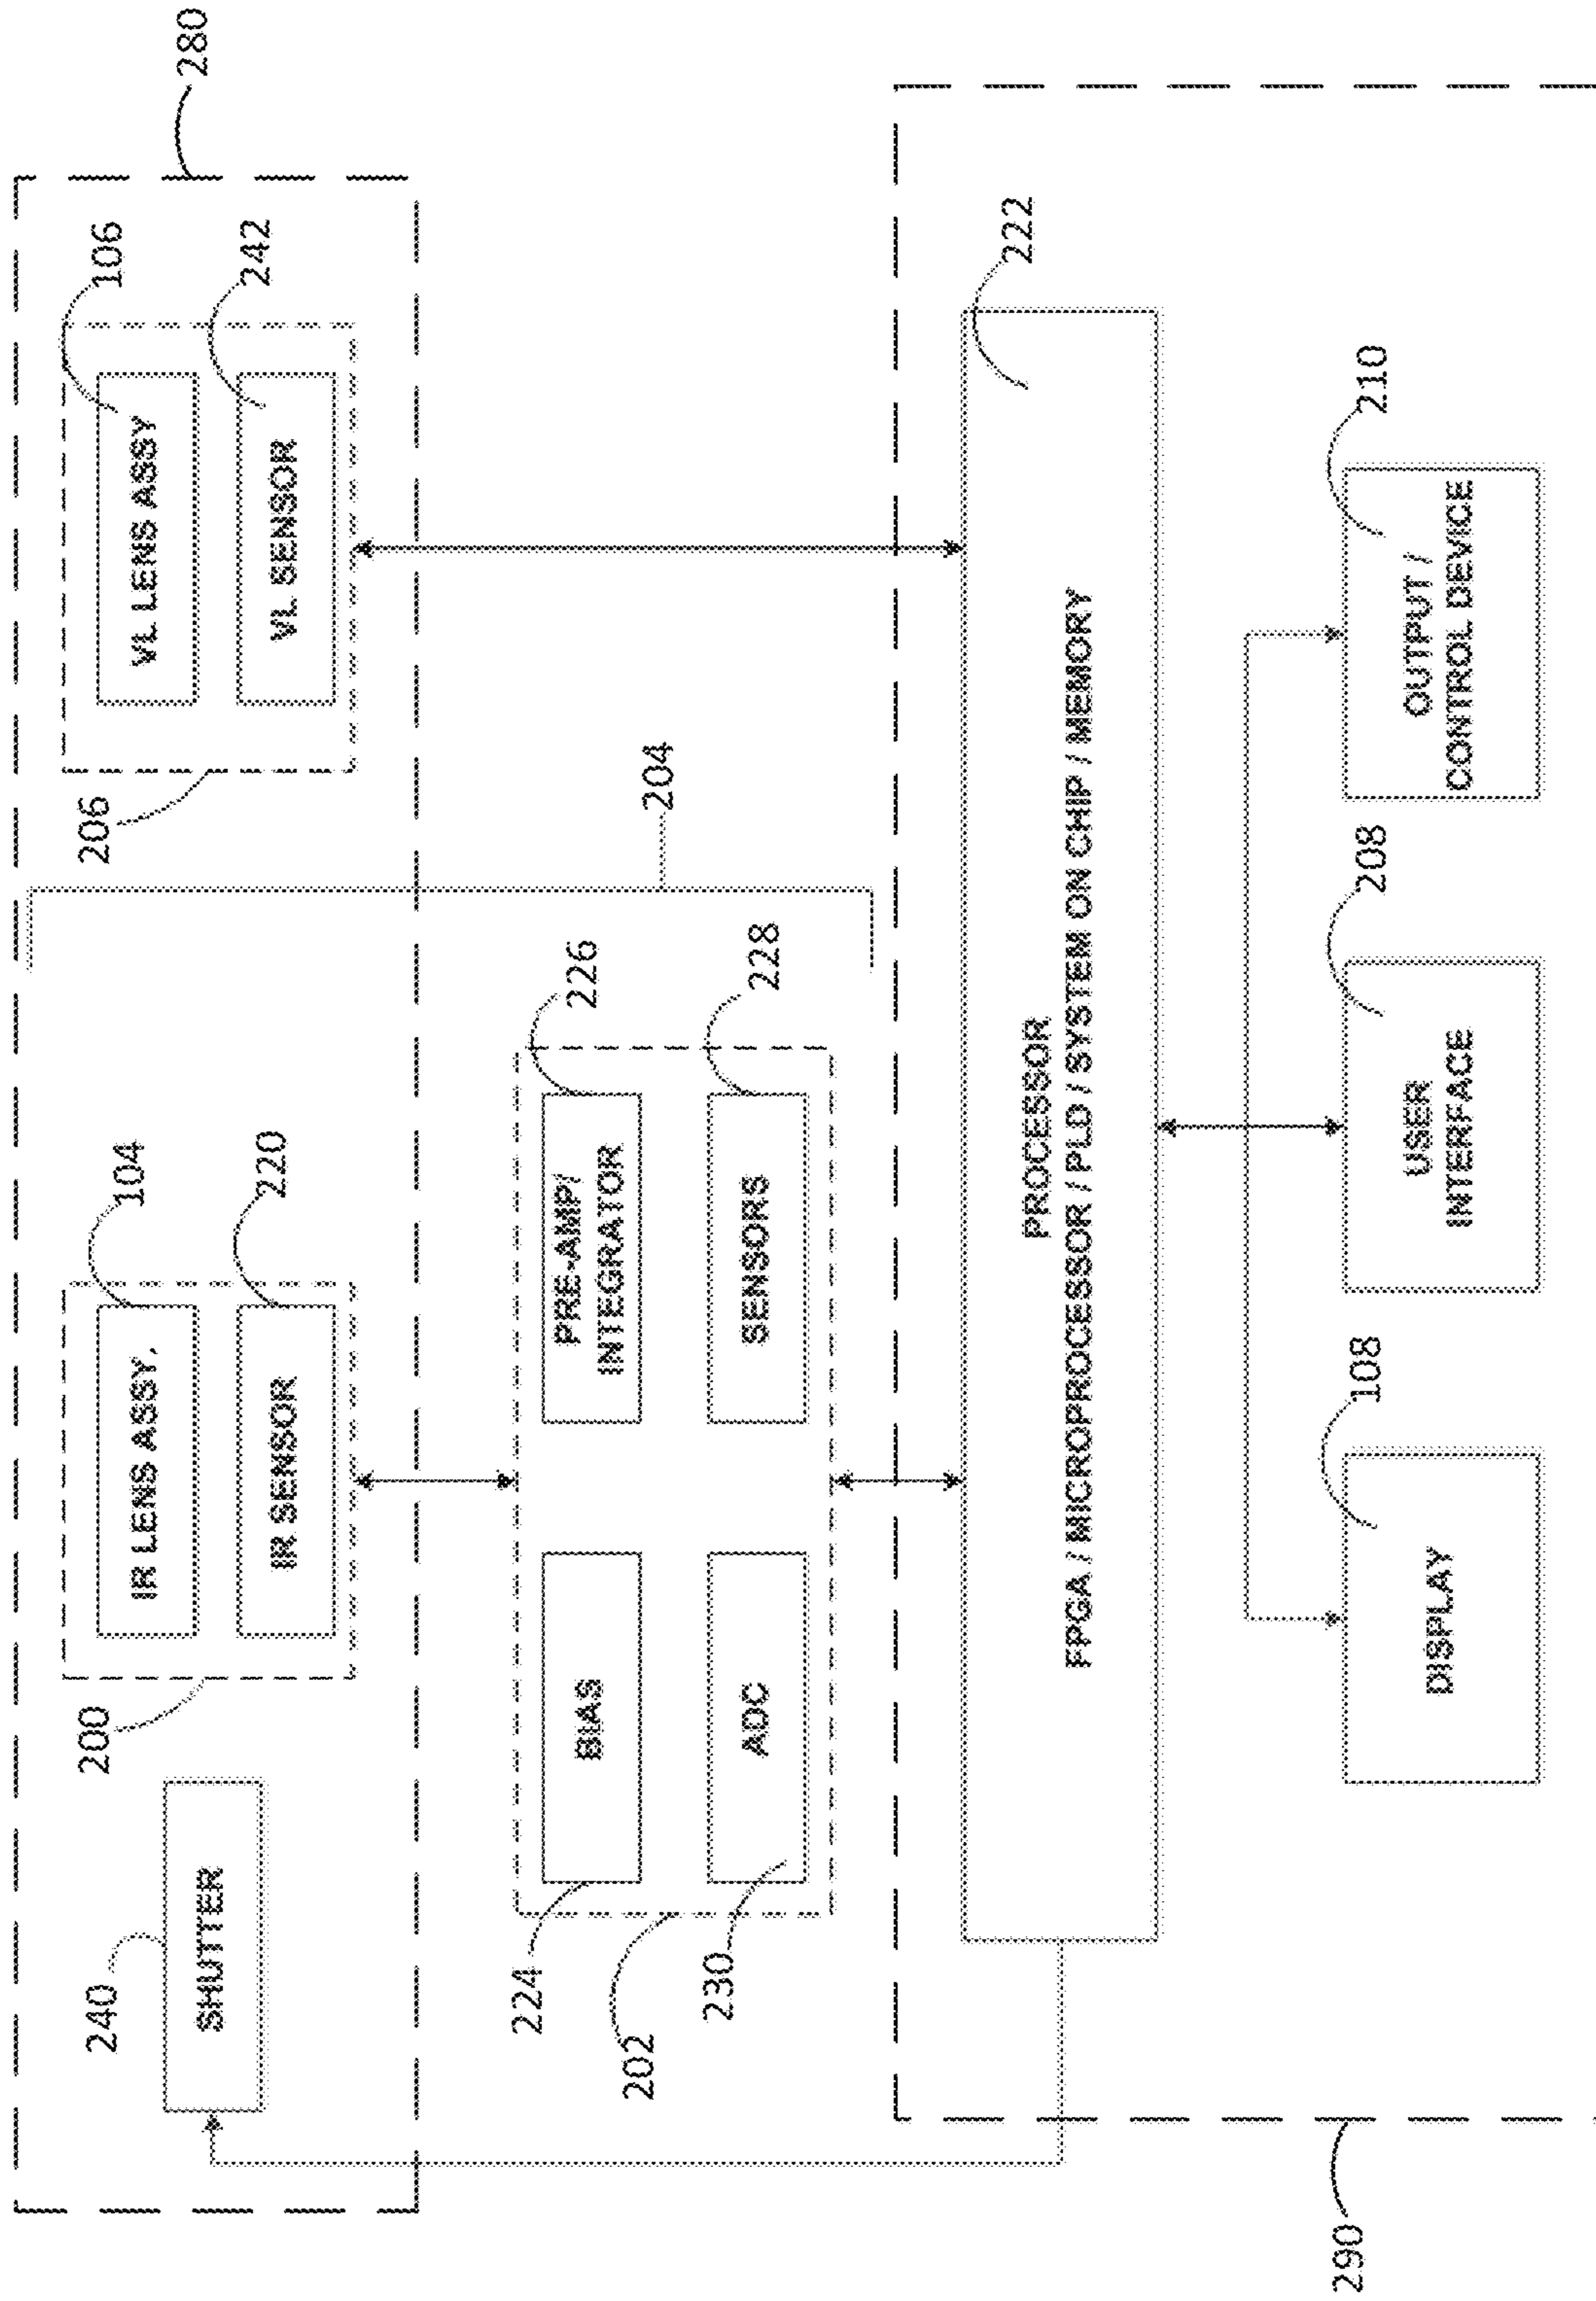 280
240
SHUTTER
200
IR LENS ASSY.
104
IR SENSOR
220
206
VL LENS ASSY
106
VL SENSOR
242
204
224
BIAS
PRE-AMP/
INTEGRATOR
226
202
230
ADC
SENSORS
228
222
PROCESSOR
FPGA / MICROPROCESSOR / PLD / SYSTEM ON CHIP / MEMORY
290
DISPLAY
108
USER
INTERFACE
208
OUTPUT /
CONTROL DEVICE
210